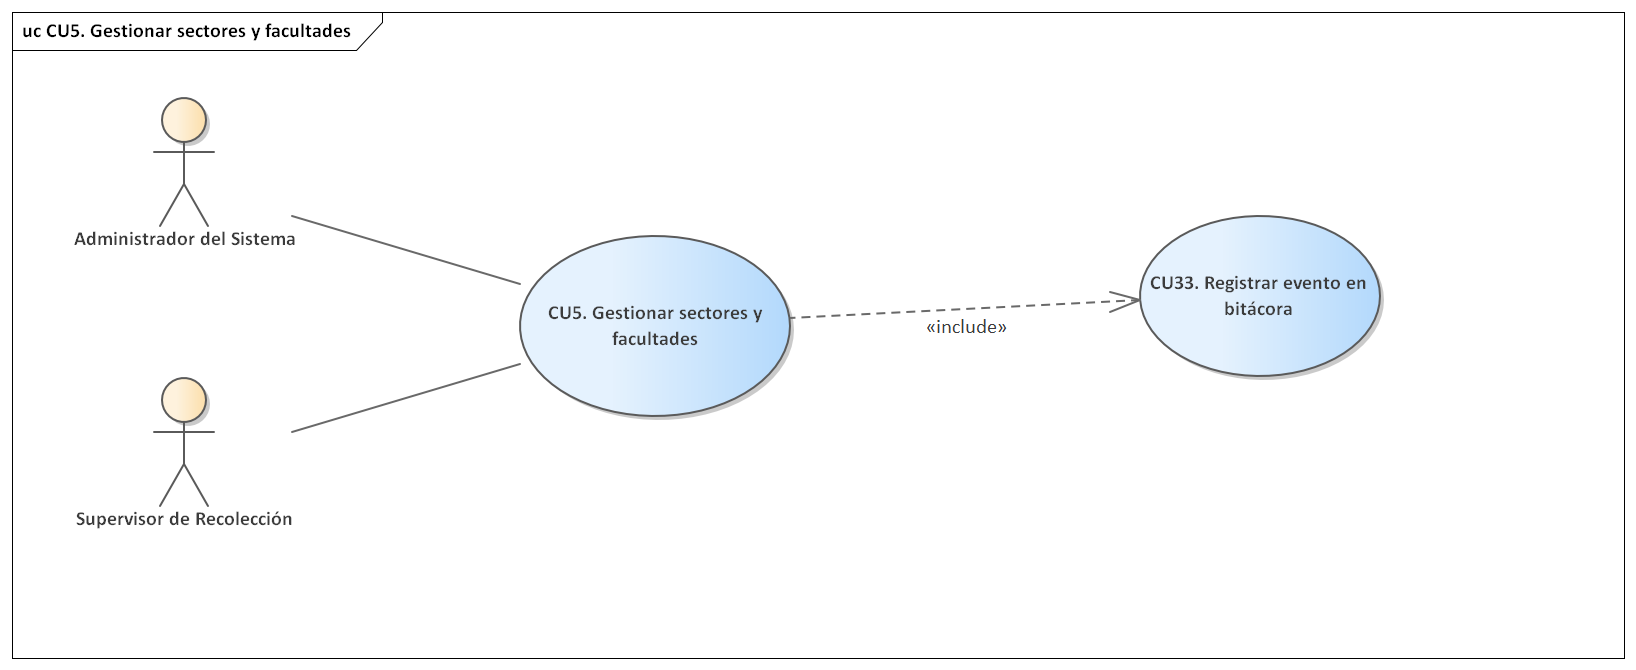 uc CU5. Gestionar sectores y facultades
Administrador del Sistema
CU5. Gestionar sectores y
facultades
«include»
CU33. Registrar evento en
bitácora
Supervisor de Recolección